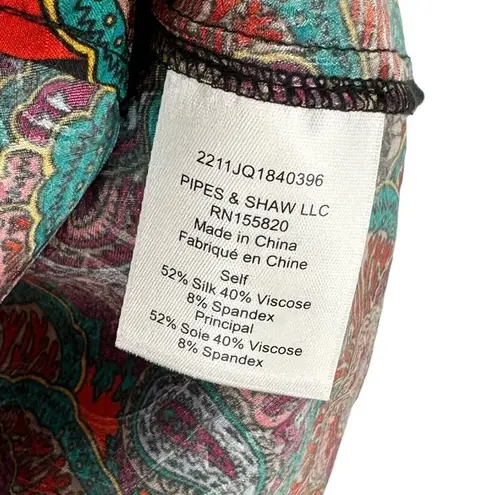 2211JQ1840396
PIPES & SHAW LLC
RN155820
Made in China
Fabriqué en Chine
Self
52% Silk 40% Viscose
8% Spandex
Principal
52% Soie 40% Viscose
8% Spandex